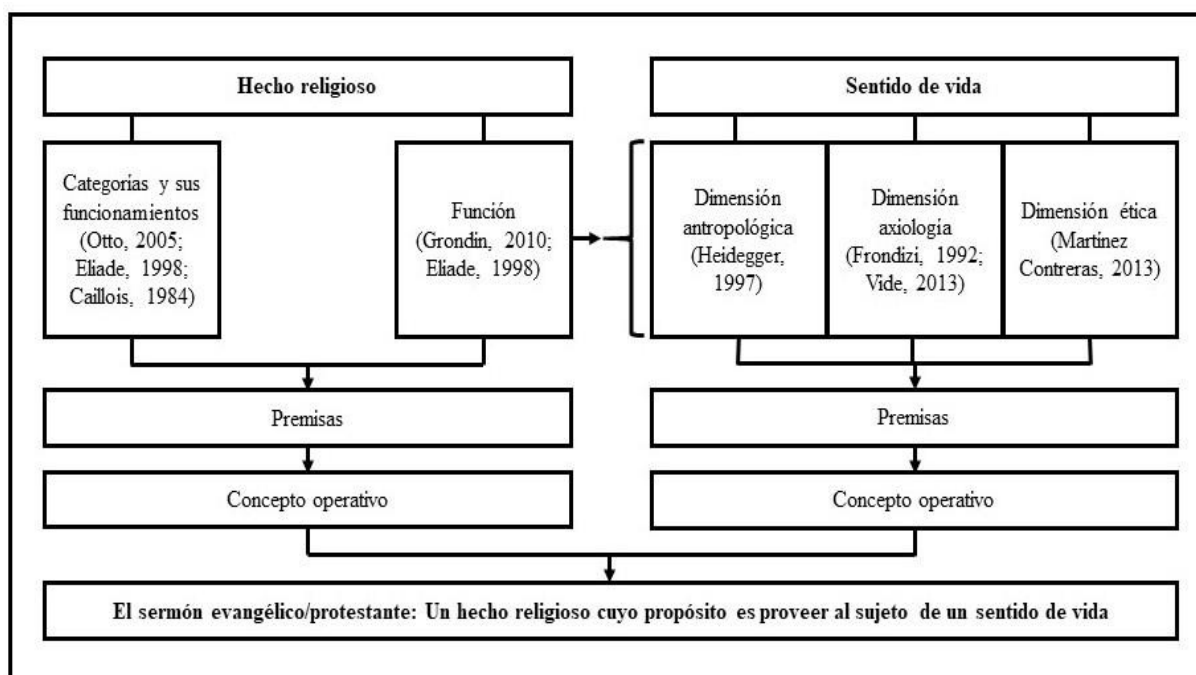 Hecho religioso
Sentido de vida
Categorías y sus
funcionamientos
(Otto, 2005;
Eliade, 1998;
Caillois, 1984)
Función
(Grondin, 2010;
Eliade, 1998)
Dimensión
antropológica
(Heidegger,
1997)
Dimensión
axiología
(Frondizi, 1992;
Vide, 2013)
Dimensión ética
(Martínez
Contreras, 2013)
Premisas
Premisas
Concepto operativo
Concepto operativo
El sermón evangélico/protestante: Un hecho religioso cuyo propósito es proveer al sujeto de un sentido de vida